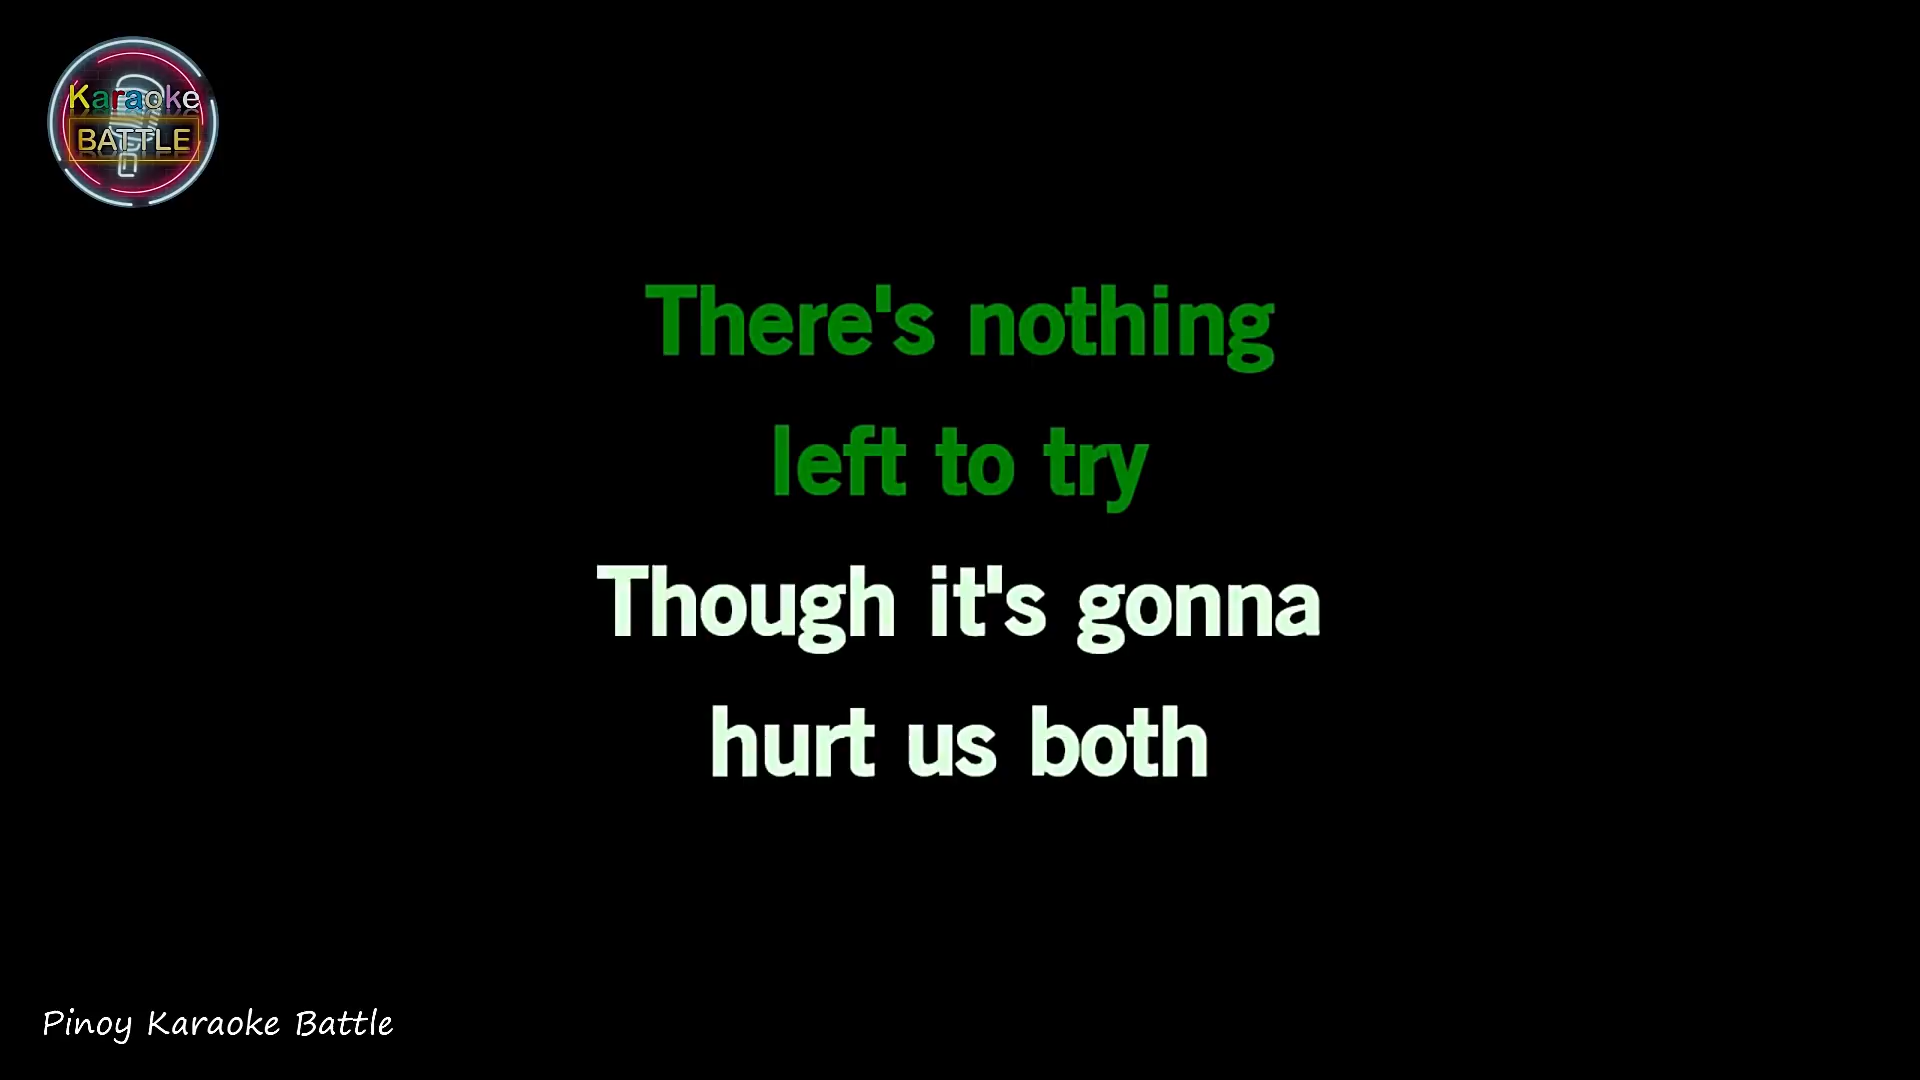 Karaoke
BATTLE
There's nothing
left to try
Though it's gonna
hurt us both
Pinoy Karaoke Battle